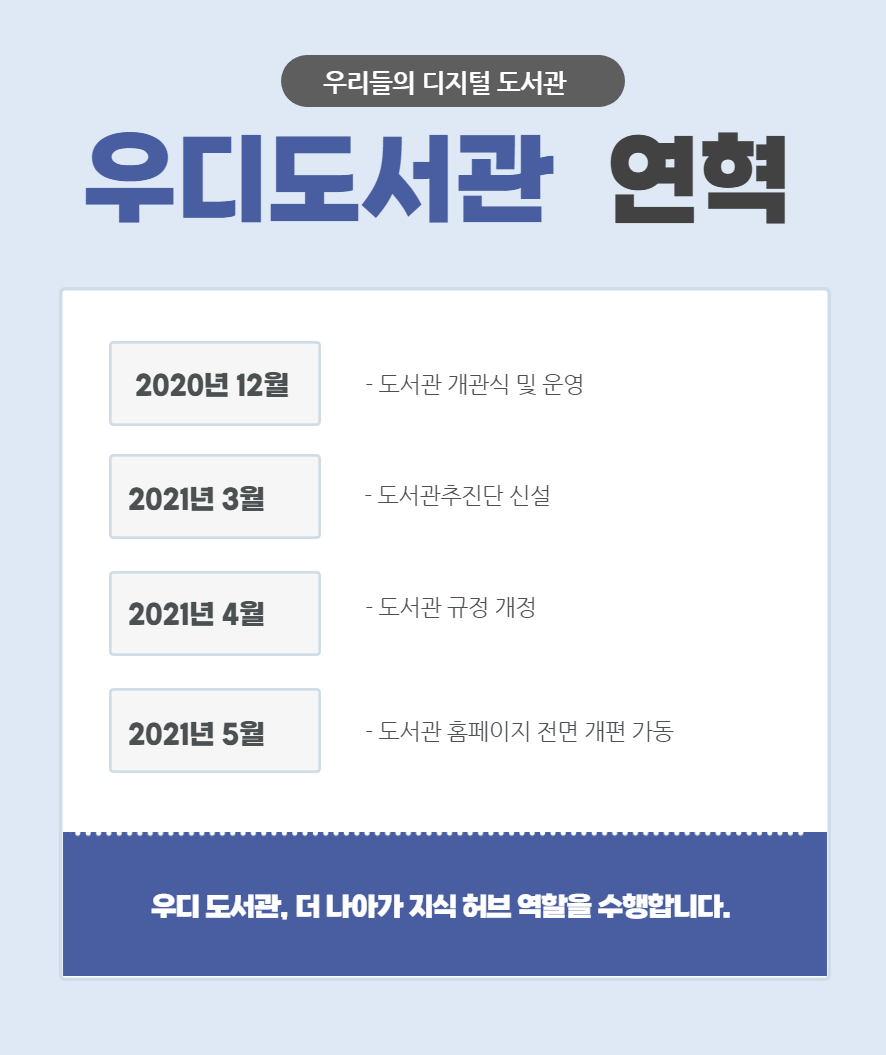 우리들의 디지털 도서관
우디도서관 연혁
2020년 12월 - 도서관 개관식 및 운영
2021년 3월 - 도서관추진단 신설
2021년 4월 - 도서관 규정 개정
2021년 5월 - 도서관 홈페이지 전면 개편 가동
우디 도서관, 더 나아가 지식 허브 역할을 수행합니다.